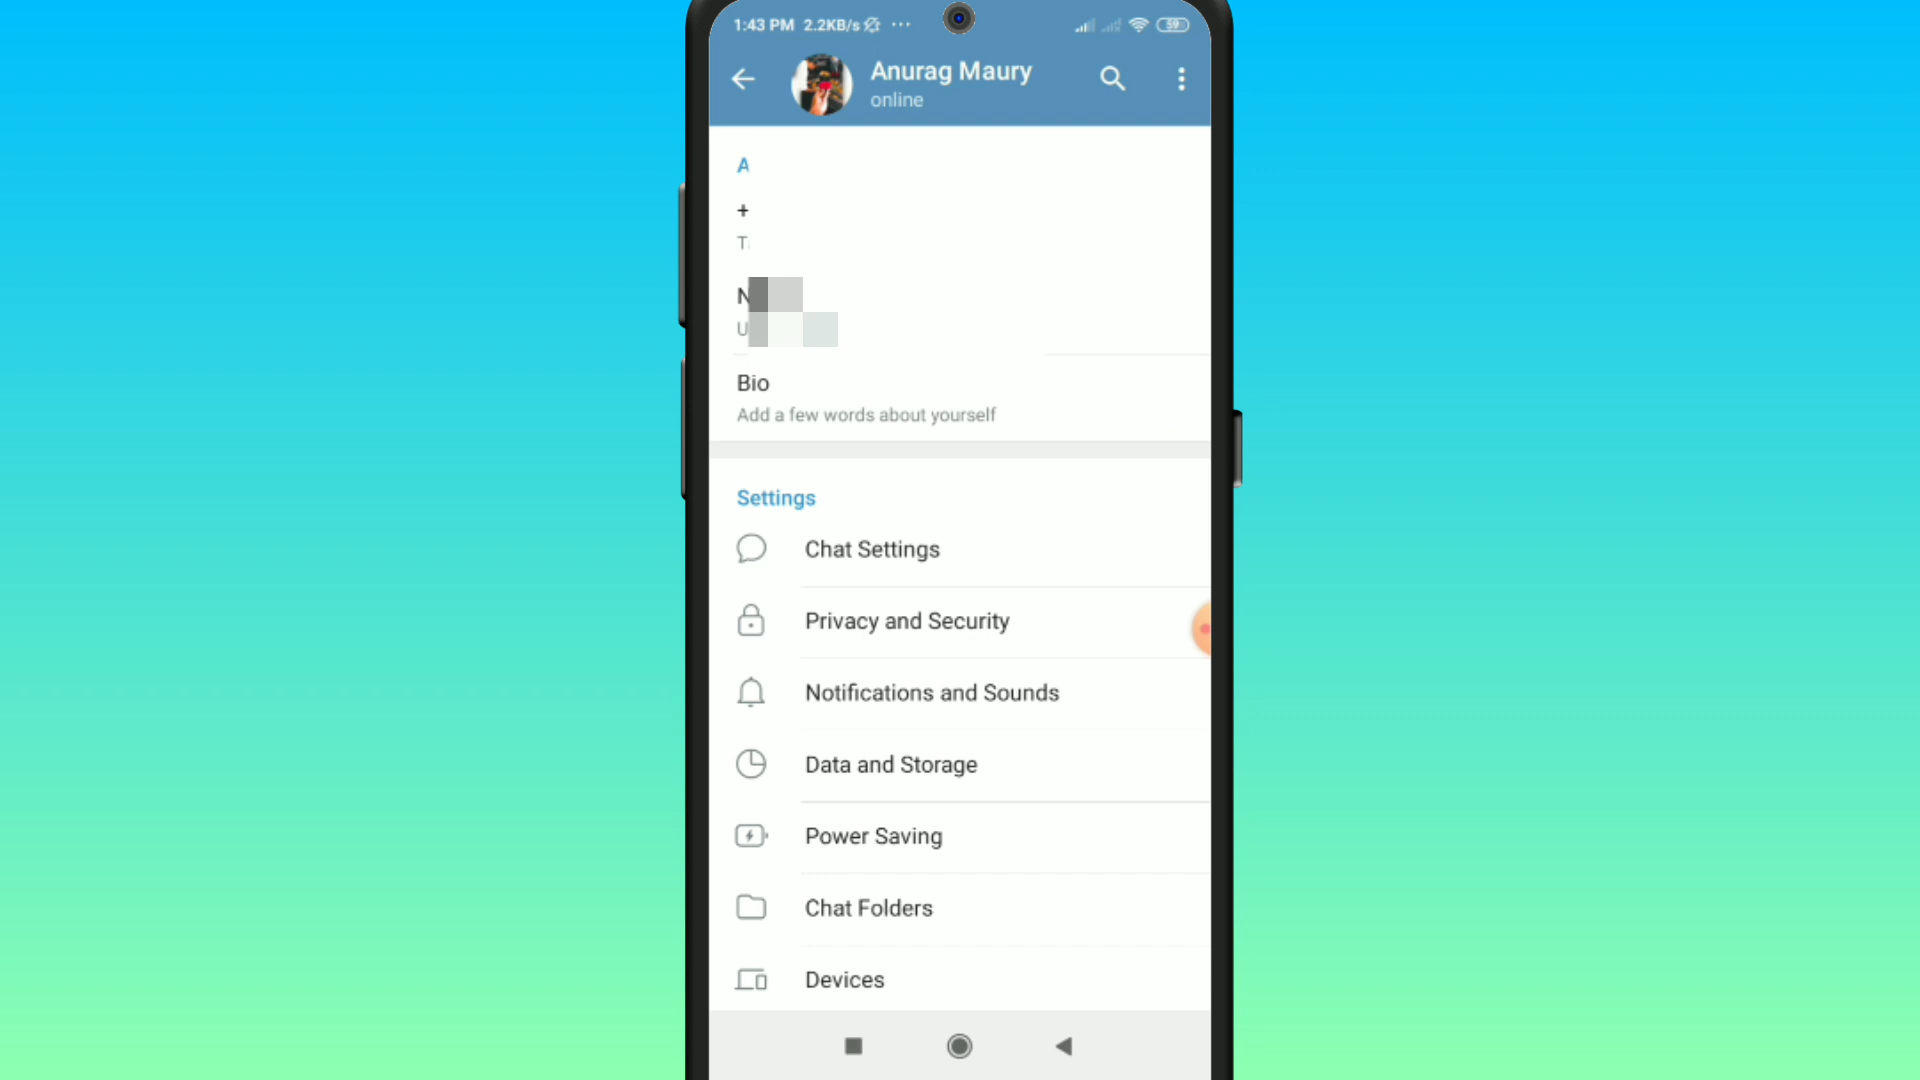 1:43 PM 2.2KB/s ... 59
Anurag Maury
online
A
+
T
N
U
Bio
Add a few words about yourself
Settings
Chat Settings
Privacy and Security
Notifications and Sounds
Data and Storage
Power Saving
Chat Folders
Devices